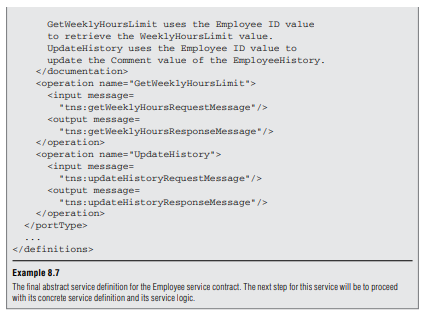 GetWeeklyHoursLimit uses the Employee ID value
to retrieve the WeeklyHoursLimit value.
UpdateHistory uses the Employee ID value to
update the Comment value of the EmployeeHistory.
</documentation>
<operation name="GetWeeklyHoursLimit">
<input message=
"tns:getWeeklyHoursRequestMessage"/>
<output message=
"tns:getWeeklyHoursResponseMessage"/>
</operation>
<operation name="UpdateHistory">
<input message=
"tns:updateHistoryRequestMessage"/>
<output message=
"tns:updateHistoryResponseMessage"/>
</operation>
</portType>
...
</definitions>
Example 8.7
The final abstract service definition for the Employee service contract. The next step for this service will be to proceed
with its concrete service definition and its service logic.